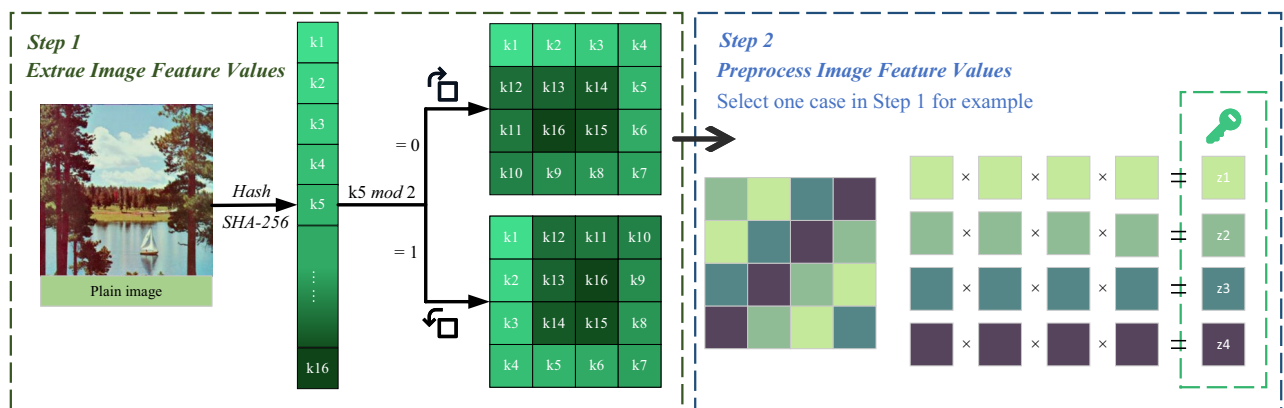 Step 1
Extrae Image Feature Values
Plain image
Hash
SHA-256
k1
k2
k3
k4
k5
⋮
k16
k5 mod 2
= 0
= 1
k1 k2 k3 k4
k12 k13 k14 k5
k11 k16 k15 k6
k10 k9 k8 k7
k1 k12 k11 k10
k2 k13 k16 k9
k3 k14 k15 k8
k4 k5 k6 k7
Step 2
Preprocess Image Feature Values
Select one case in Step 1 for example
× × × = z1
× × × = z2
× × × = z3
× × × = z4